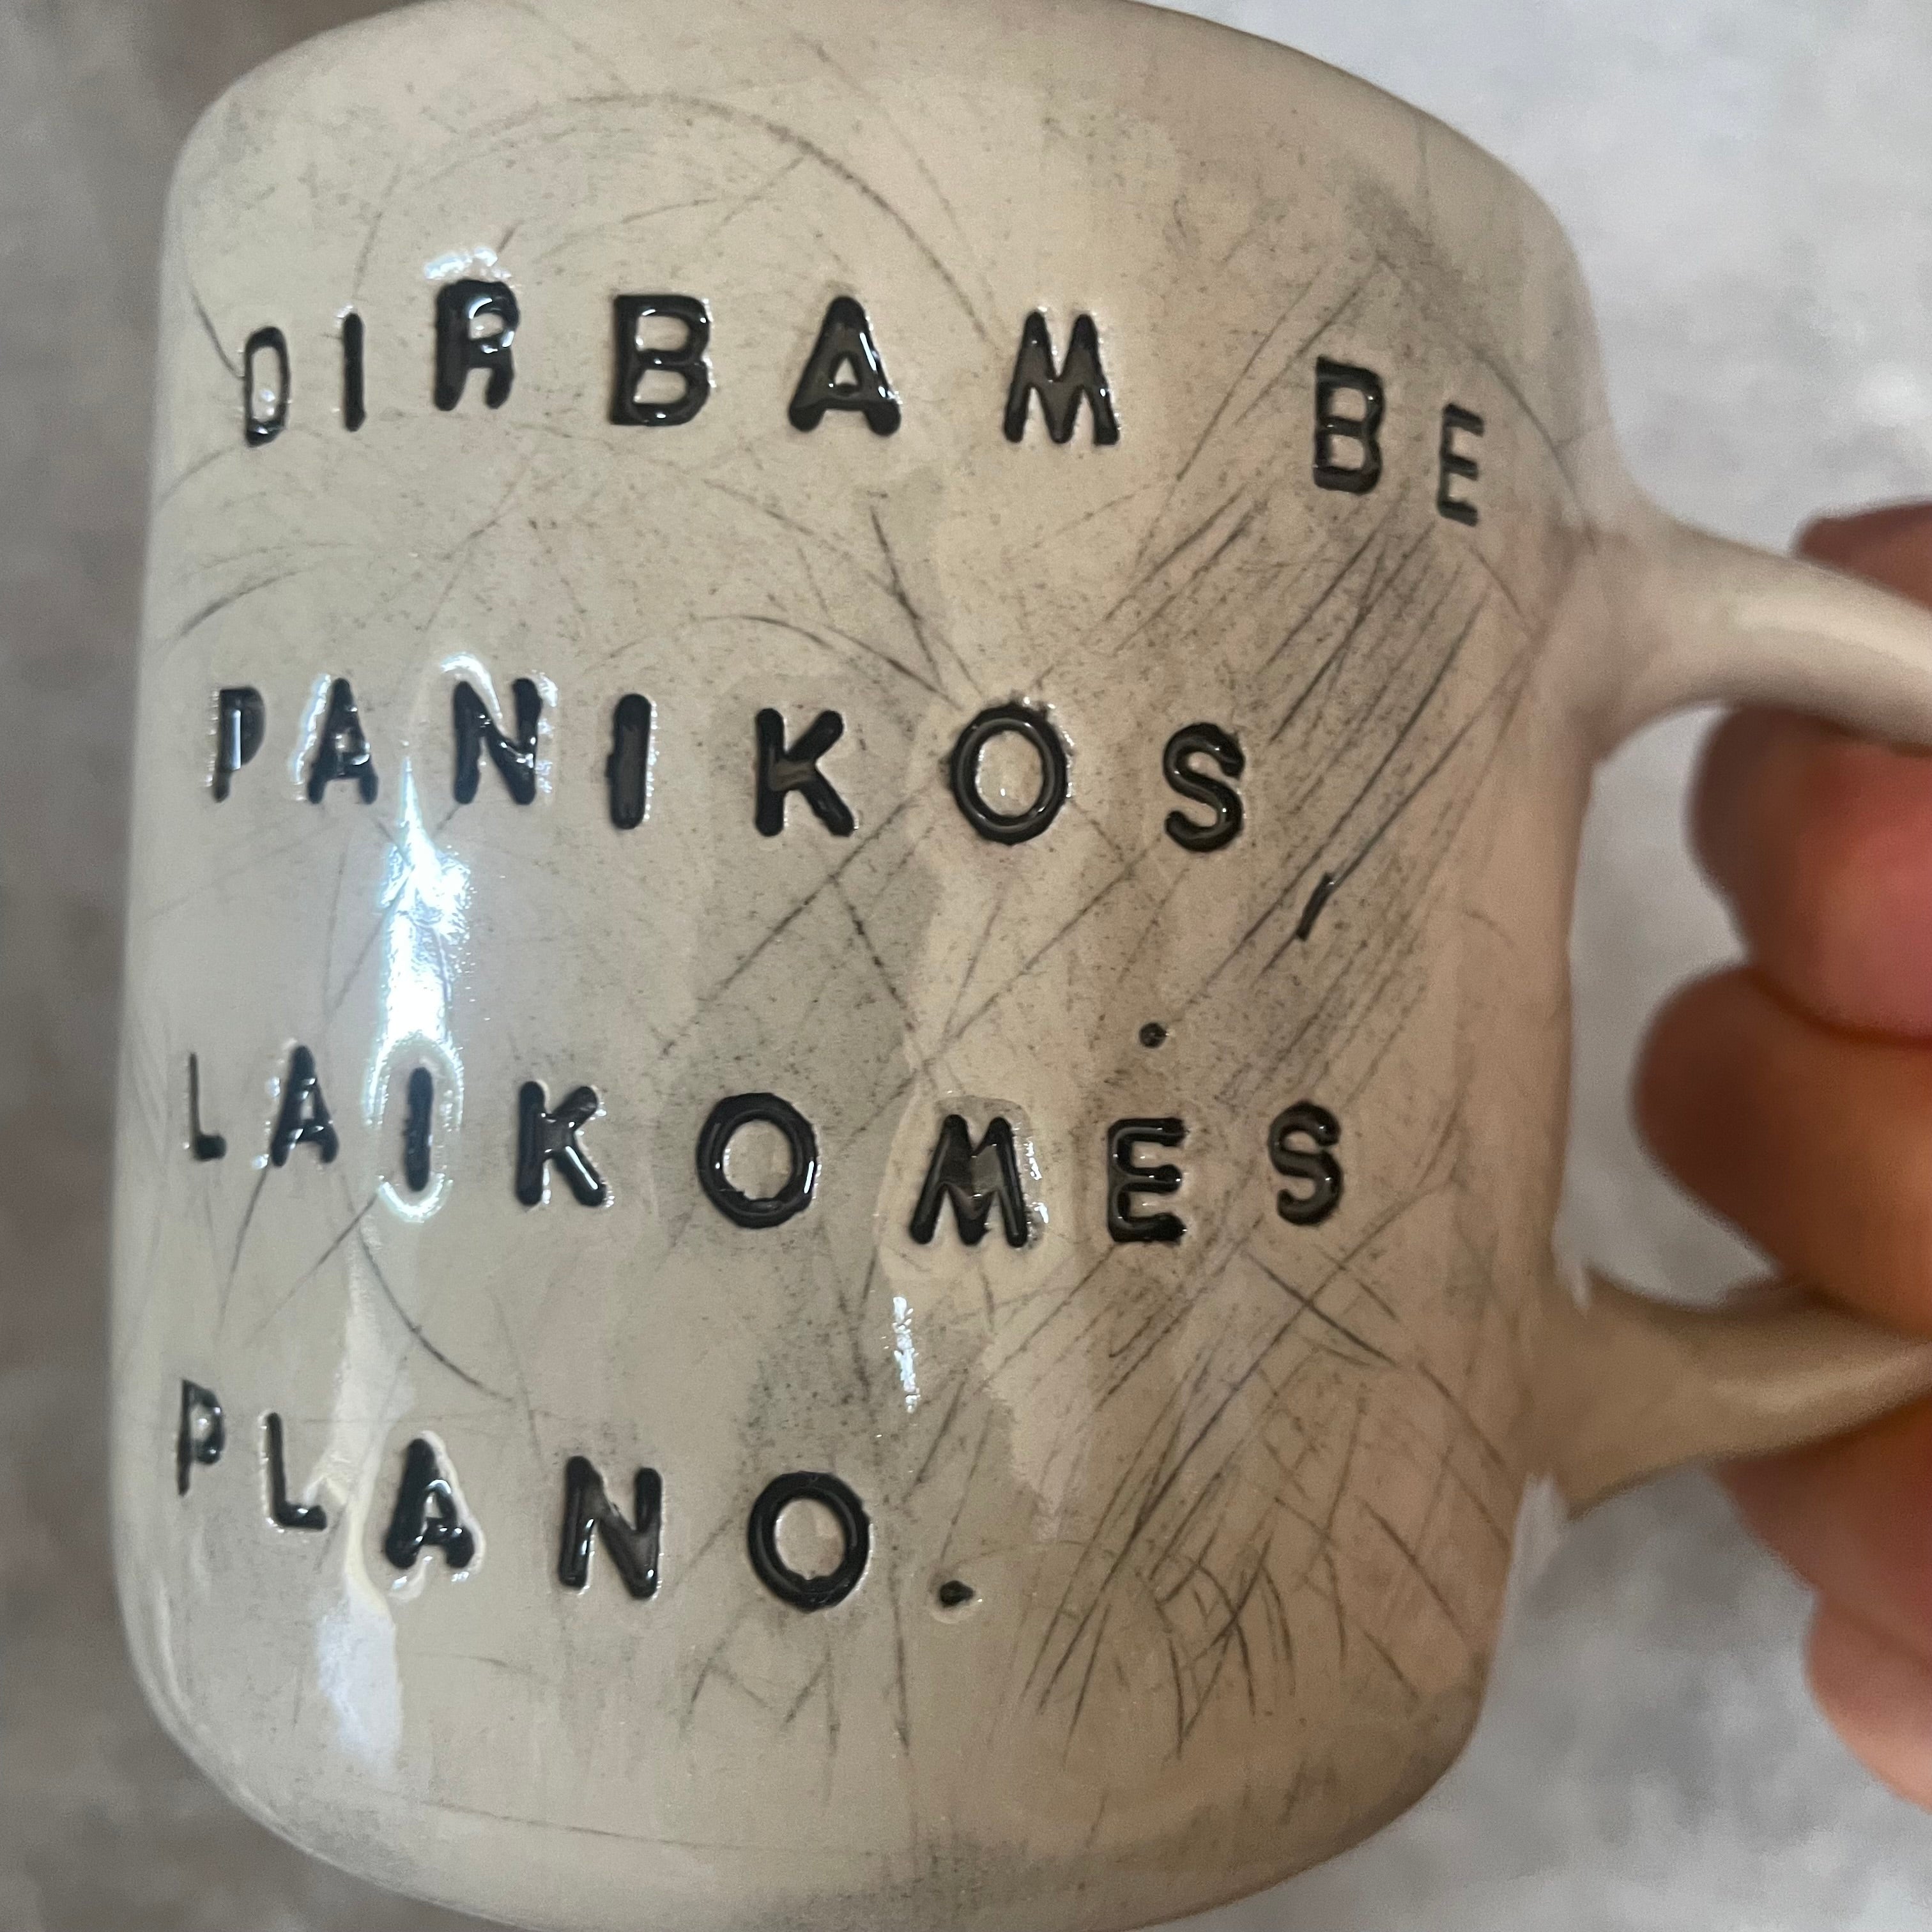 DIRBAM BE
PANIKOS,
LAIKOMĖS
PLANO.